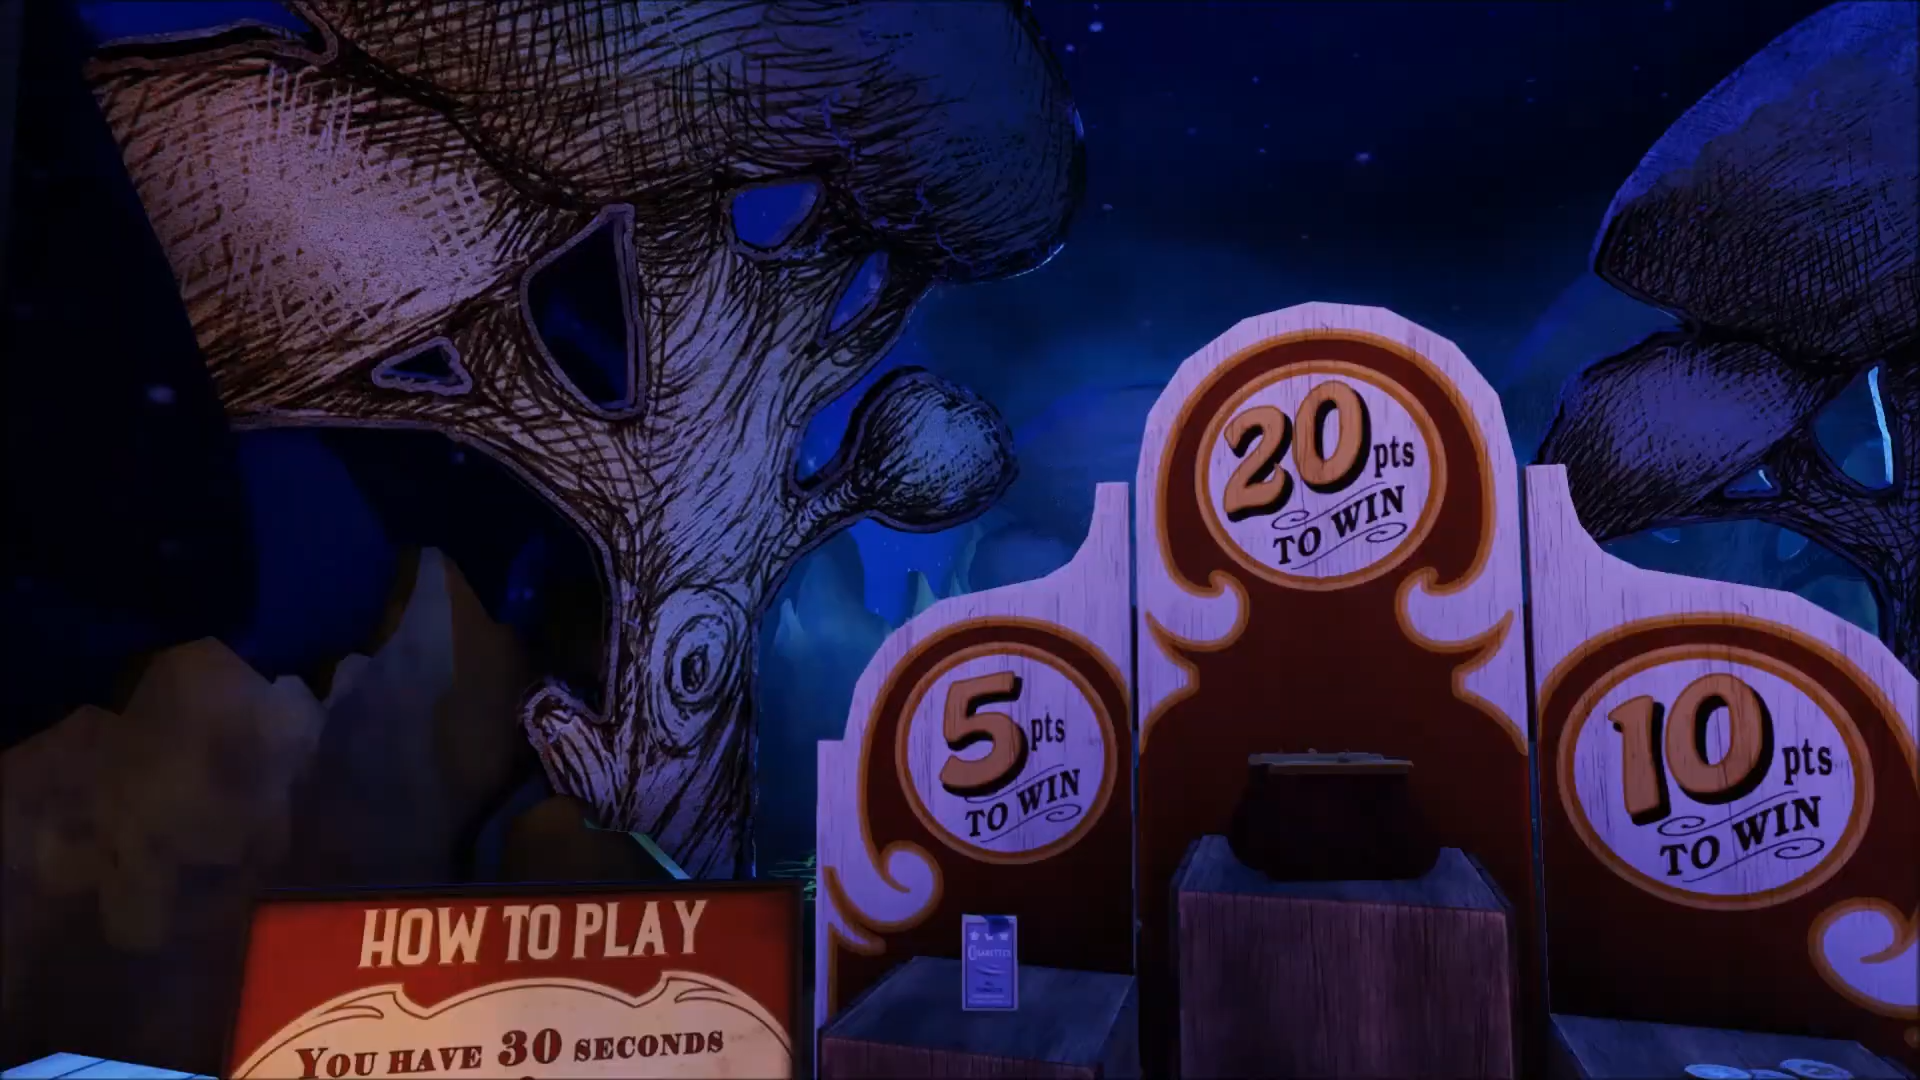 20 pts
TO WIN
5 pts
TO WIN
10 pts
TO WIN
CIGARETTES
HOW TO PLAY
YOU HAVE 30 SECONDS